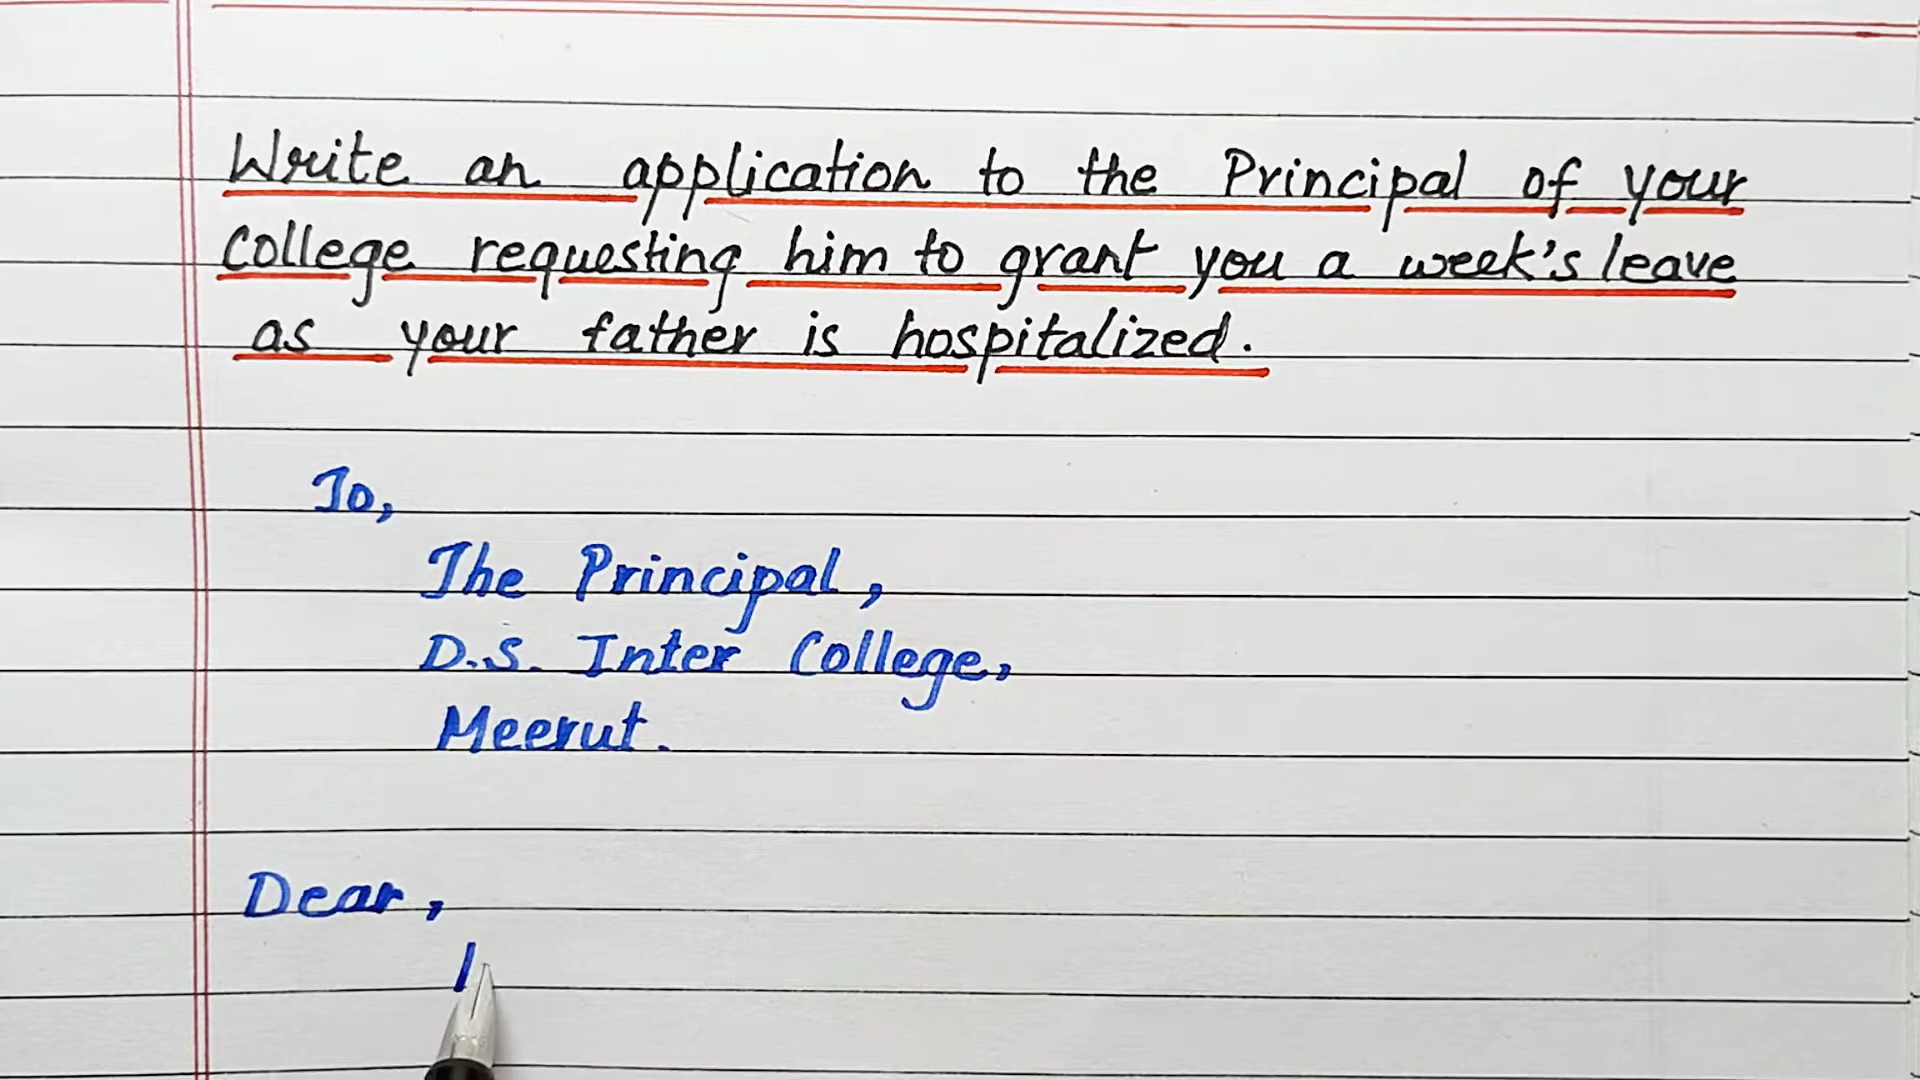 Write an application to the Principal of your
College requesting him to grant you a week's leave
as your father is hospitalized.
To,
The Principal,
D.S. Inter College,
Meerut.
Dear,